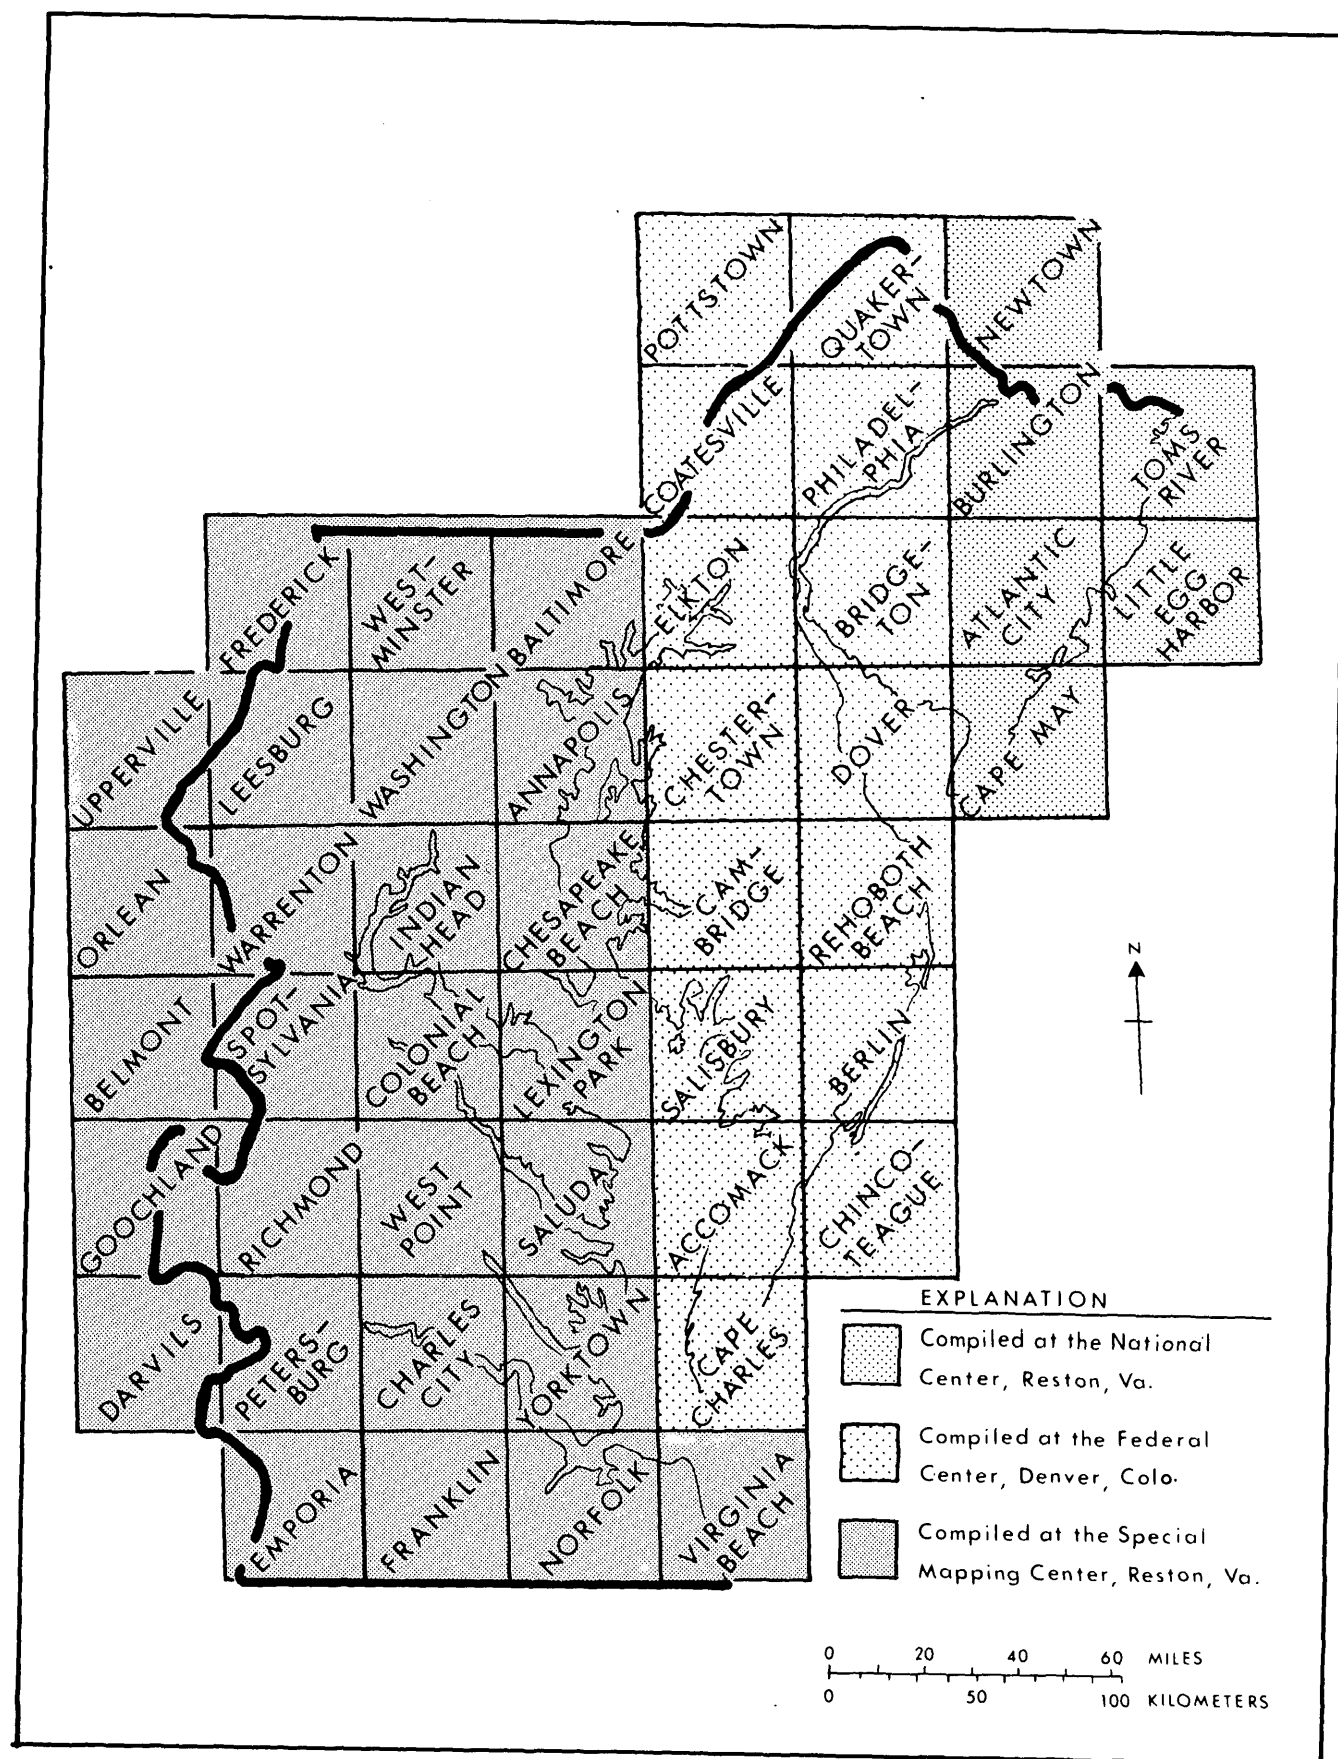 POTTSTOWN
QUAKER-
TOWN
NEWTOWN
COATESVILLE
PHILADEL-
PHIA
BURLINGTON
TOMS
RIVER
FREDERICK
WEST-
MINSTER
BALTIMORE
ELKTON
BRIDGE-
TON
ATLANTIC
CITY
LITTLE
EGG
HARBOR
UPPERVILLE
LEESBURG
WASHINGTON
ANNAPOLIS
CHESTER-
TOWN
DOVER
CAPE MAY
ORLEAN
WARRENTON
INDIAN
HEAD
CHESAPEAKE
BEACH
CAM-
BRIDGE
REHOBOTH
BEACH
N
BELMONT
SPOT-
SYLVANIA
COLONIAL
BEACH
LEXINGTON
PARK
SALISBURY
BERLIN
GOOCHLAND
RICHMOND
WEST
POINT
SALUDA
ACCOMACK
CHINCO-
TEAGUE
DARVILS
PETERS-
BURG
CHARLES
CITY
YORKTOWN
CAPE
CHARLES
EMPORIA
FRANKLIN
NORFOLK
VIRGINIA
BEACH
EXPLANATION
Compiled at the National
Center, Reston, Va.
Compiled at the Federal
Center, Denver, Colo.
Compiled at the Special
Mapping Center, Reston, Va.
0 20 40 60 MILES
0 50 100 KILOMETERS